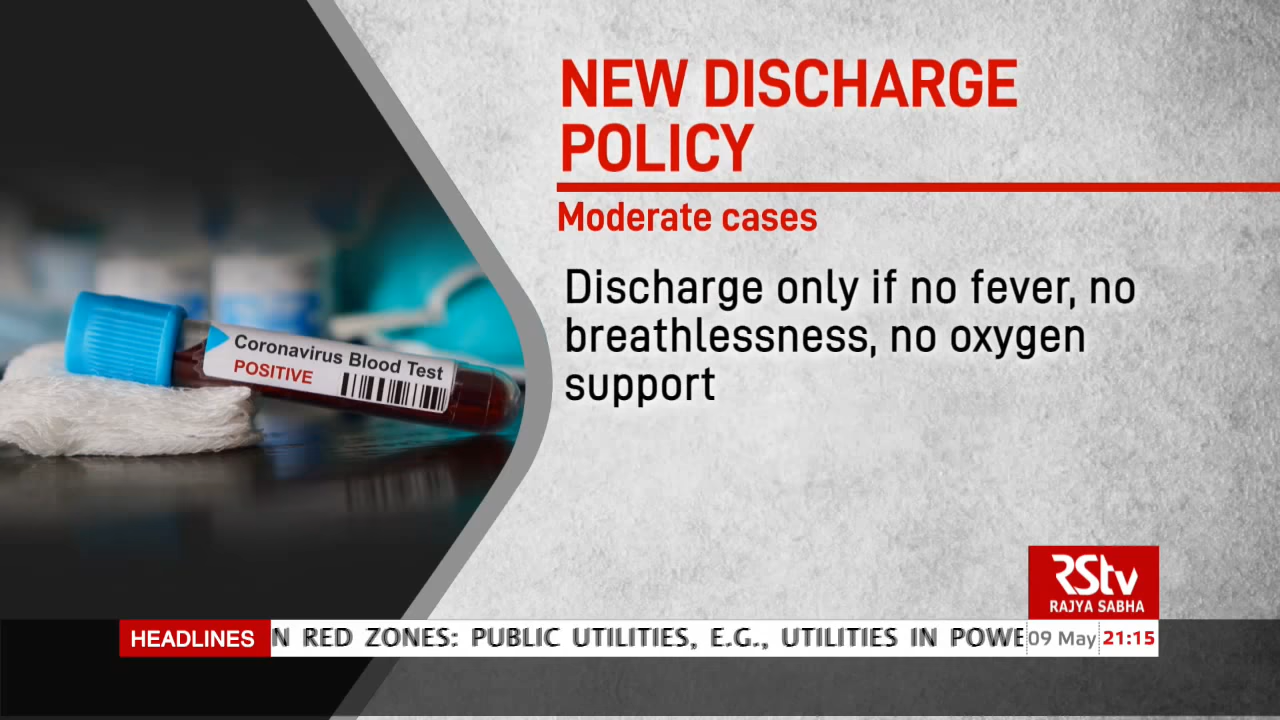 NEW DISCHARGE
POLICY
Moderate cases
Discharge only if no fever, no
breathlessness, no oxygen
support
Coronavirus Blood Test
POSITIVE
RStv
RAJYA SABHA
HEADLINES
N RED ZONES: PUBLIC UTILITIES, E.G., UTILITIES IN POWE
09 May 21:15